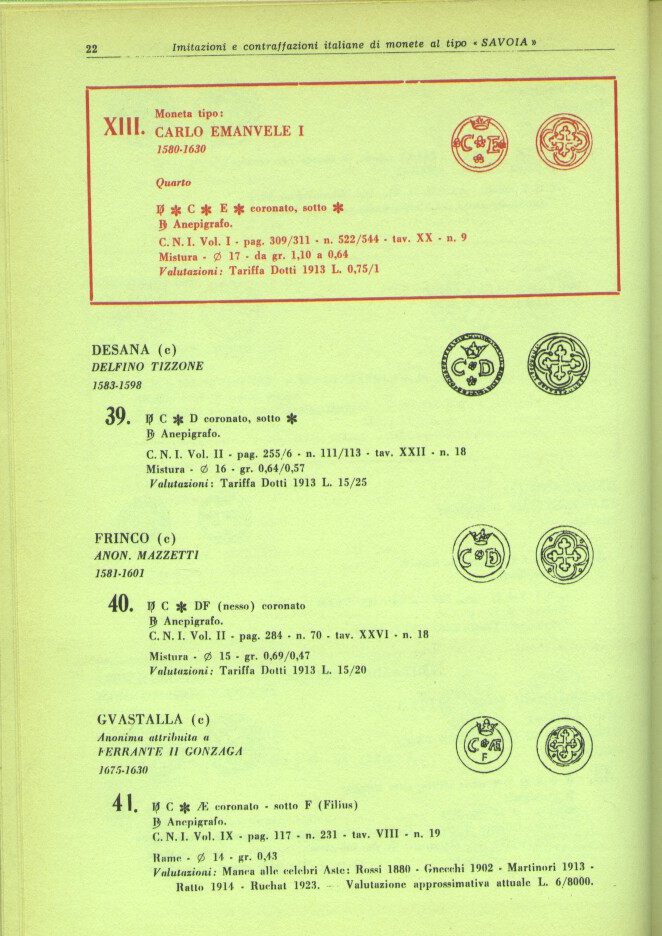 22 Imitazioni e contraffazioni italiane di monete al tipo « SAVOIA »
XIII. Moneta tipo:
CARLO EMANVELE I
1580-1630
Quarto
D/ ✱ C ✱ E ✱ coronato, sotto ✱
R/ Anepigrafo.
C. N. I. Vol. I - pag. 309/311 - n. 522/544 - tav. XX - n. 9
Mistura - ∅ 17 - da gr. 1,10 a 0,64
Valutazioni: Tariffa Dotti 1913 L. 0,75/1
C E
DESANA (c)
DELFINO TIZZONE
1583-1598
C D
39. D/ C ✱ D coronato, sotto ✱
R/ Anepigrafo.
C. N. I. Vol. II - pag. 255/6 - n. 111/113 - tav. XXII - n. 18
Mistura - ∅ 16 - gr. 0,64/0,57
Valutazioni: Tariffa Dotti 1913 L. 15/25
FRINCO (c)
ANON. MAZZETTI
1581-1601
40. D/ C ✱ DF (nesso) coronato
R/ Anepigrafo.
C. N. I. Vol. II - pag. 284 - n. 70 - tav. XXVI - n. 18
Mistura - ∅ 15 - gr. 0,69/0,47
Valutazioni: Tariffa Dotti 1913 L. 15/20
GVASTALLA (c)
Anonima attribuita a
FERRANTE II GONZAGA
1675-1630
C Æ
F
41. D/ C ✱ Æ coronato - sotto F (Filius)
R/ Anepigrafo.
C. N. I. Vol. IX - pag. 117 - n. 231 - tav. VIII - n. 19
Rame - ∅ 14 - gr. 0,43
Valutazioni: Manca alle celebri Aste: Rossi 1880 - Gnecchi 1902 - Martinori 1913 -
Ratto 1914 - Ruchat 1923. — Valutazione approssimativa attuale L. 6/8000.